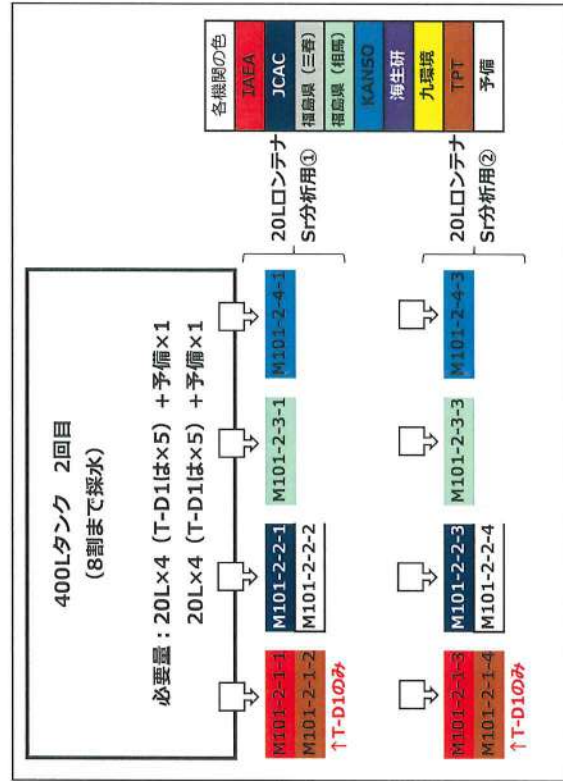 400Lタンク 2回目
(8割まで採水)
必要量：20L×4（T-D1は×5）＋予備×1
20L×4（T-D1は×5）＋予備×1
M101-2-1-1
M101-2-1-2
↑T-D1のみ
M101-2-2-1
M101-2-2-2
M101-2-3-1
M101-2-4-1
20Lロンテナ
Sr分析用①
M101-2-1-3
M101-2-1-4
↑T-D1のみ
M101-2-2-3
M101-2-2-4
M101-2-3-3
M101-2-4-3
20Lロンテナ
Sr分析用②
各機関の色
IAEA
JCAC
福島県（三春）
福島県（相馬）
KANSO
海生研
九環境
TPT
予備